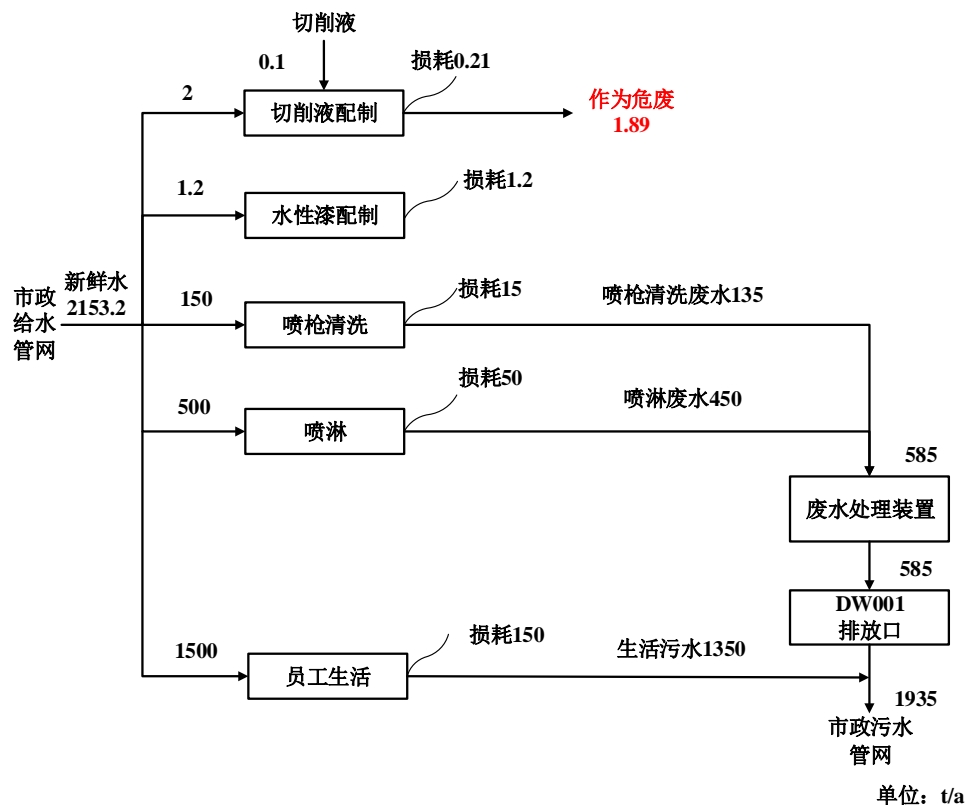 切削液
0.1
损耗0.21
2
切削液配制
作为危废
1.89
1.2
损耗1.2
水性漆配制
新鲜水
2153.2
市政
给水
管网
150
损耗15
喷枪清洗
喷枪清洗废水135
500
损耗50
喷淋
喷淋废水450
585
废水处理装置
585
DW001
排放口
1500
损耗150
员工生活
生活污水1350
1935
市政污水
管网
单位：t/a